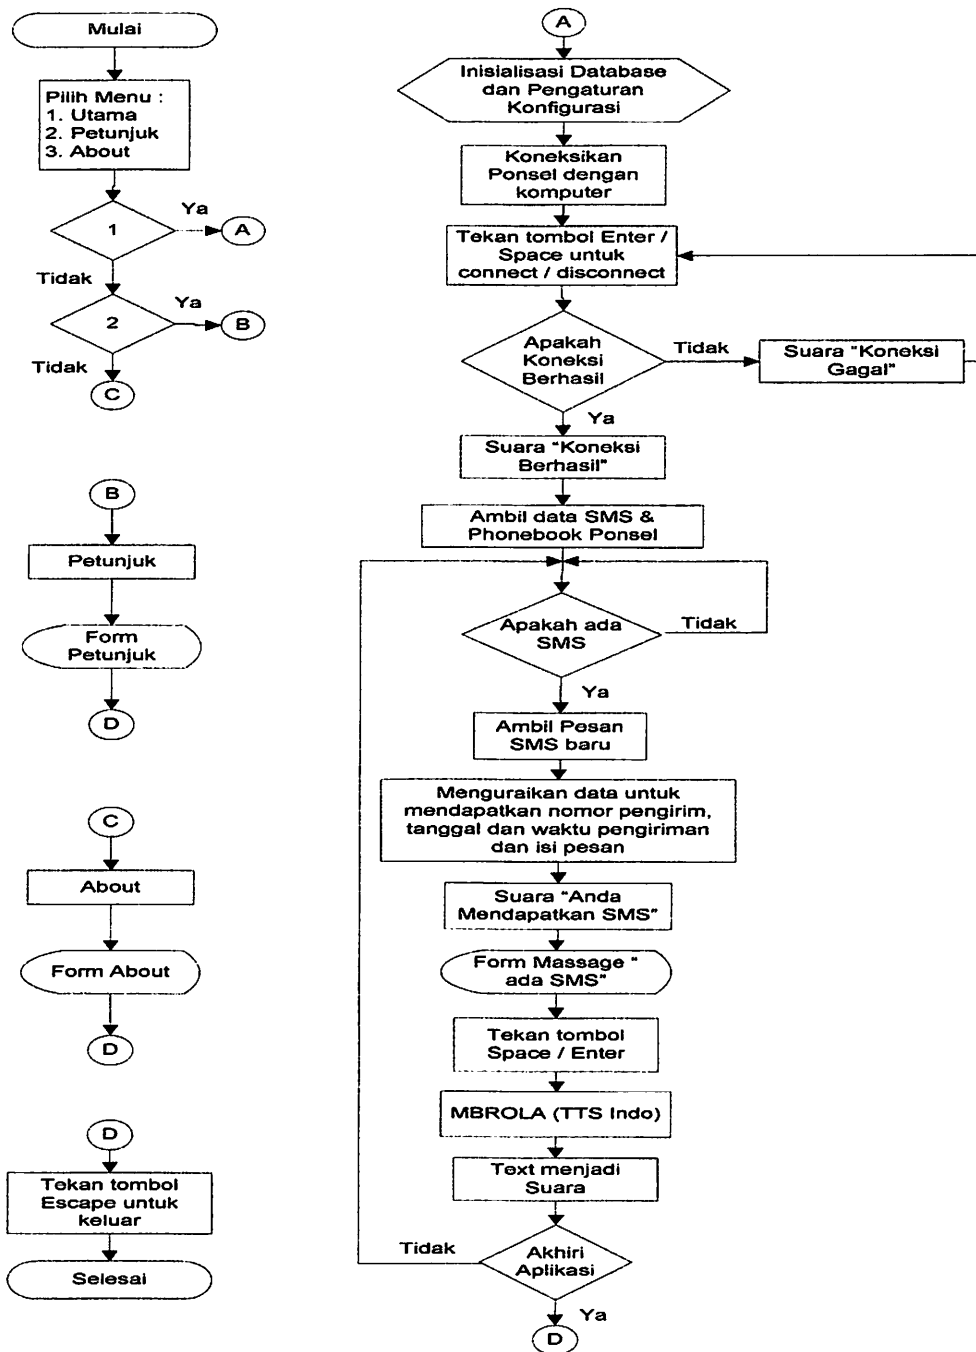 Mulai
Pilih Menu :
1. Utama
2. Petunjuk
3. About
1
Ya
A
Tidak
2
Ya
B
Tidak
C
B
Petunjuk
Form
Petunjuk
D
C
About
Form About
D
D
Tekan tombol
Escape untuk
keluar
Selesai
A
Inisialisasi Database
dan Pengaturan
Konfigurasi
Koneksikan
Ponsel dengan
komputer
Tekan tombol Enter /
Space untuk
connect / disconnect
Apakah
Koneksi
Berhasil
Tidak
Suara "Koneksi
Gagal"
Ya
Suara "Koneksi
Berhasil"
Ambil data SMS &
Phonebook Ponsel
Apakah ada
SMS
Tidak
Ya
Ambil Pesan
SMS baru
Menguraikan data untuk
mendapatkan nomor pengirim,
tanggal dan waktu pengiriman
dan isi pesan
Suara "Anda
Mendapatkan SMS"
Form Massage "
ada SMS"
Tekan tombol
Space / Enter
MBROLA (TTS Indo)
Text menjadi
Suara
Tidak
Akhiri
Aplikasi
Ya
D